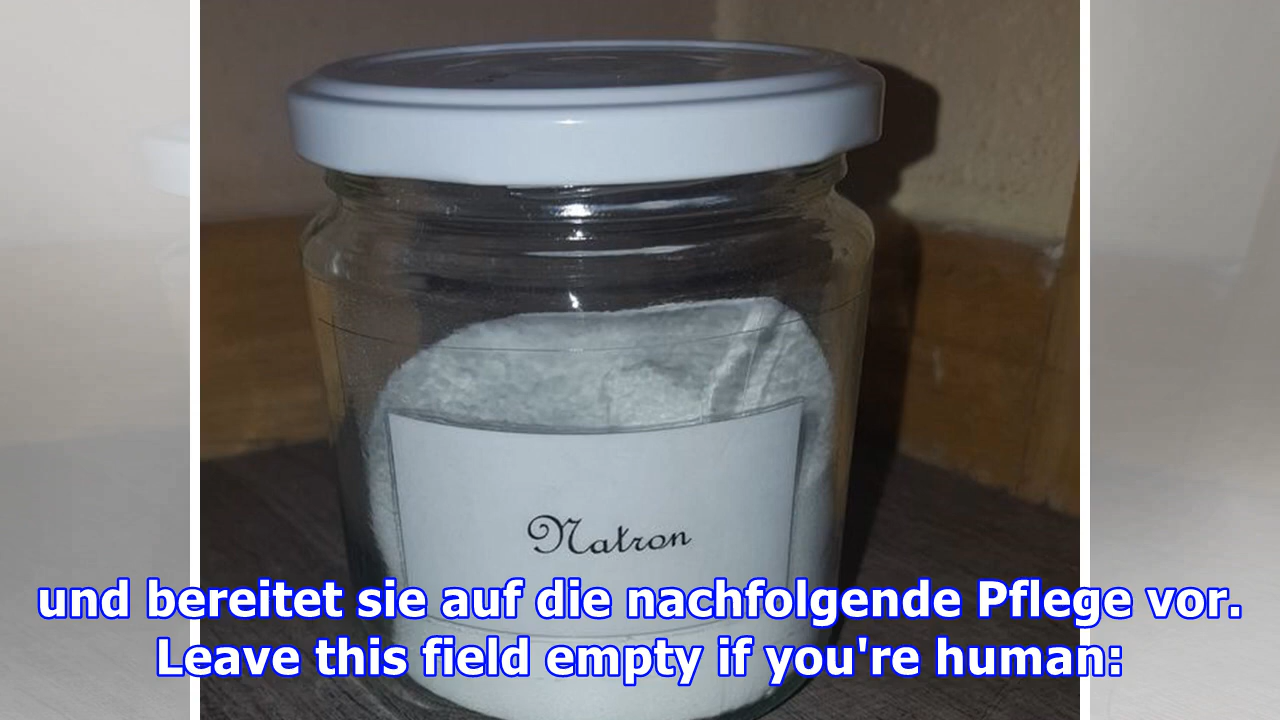 Natron
und bereitet sie auf die nachfolgende Pflege vor.
Leave this field empty if you're human: